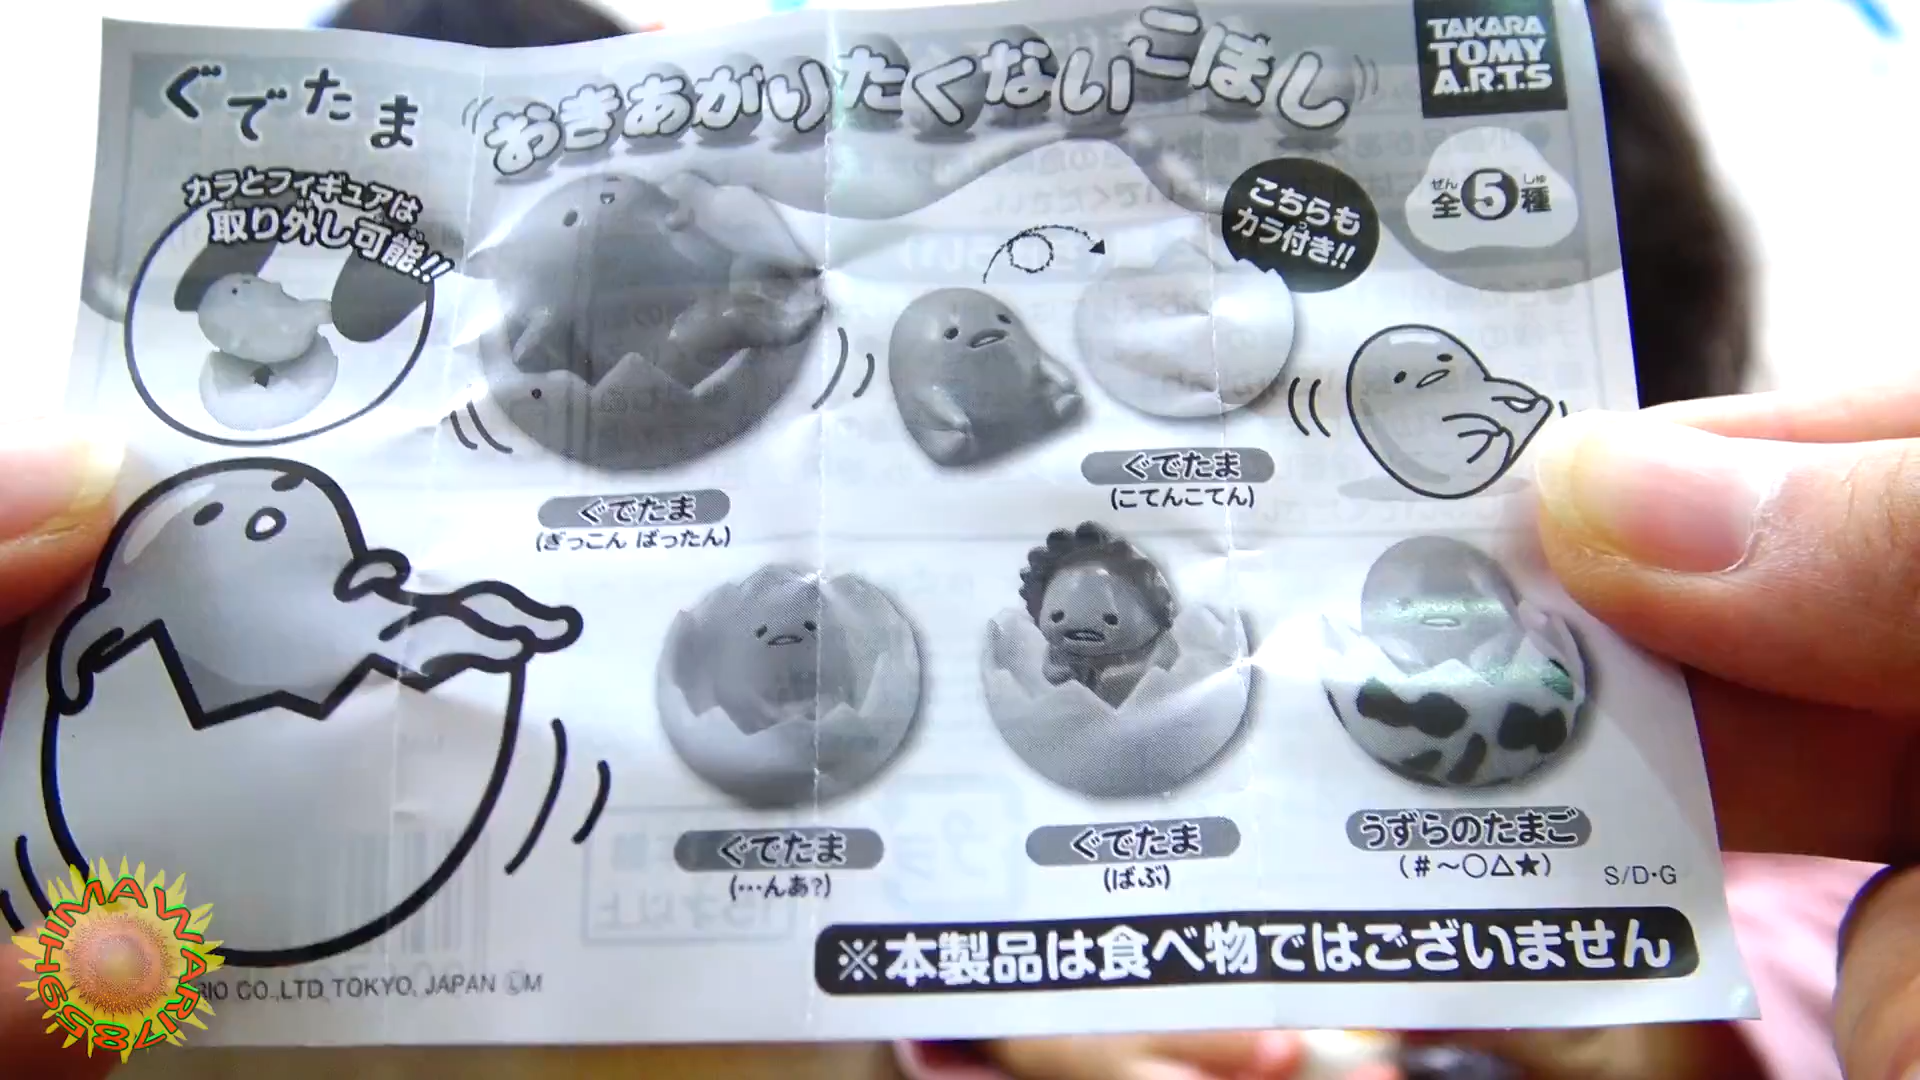 ぐでたま
おきあがりたくないこぼし
TAKARA
TOMY
A.R.T.S
カラとフィギュアは
取り外し可能!!
こちらも
カラ付き!!
ぜん しゅ
全5種
ぐでたま
(ぎっこん ばったん)
ぐでたま
(こてんこてん)
ぐでたま
(…んあ?)
ぐでたま
(ばぶ)
うずらのたまご
(#～○△★)
S/D・G
※本製品は食べ物ではございません
RIO CO.,LTD, TOKYO, JAPAN ⓁM
HIMAWARI785